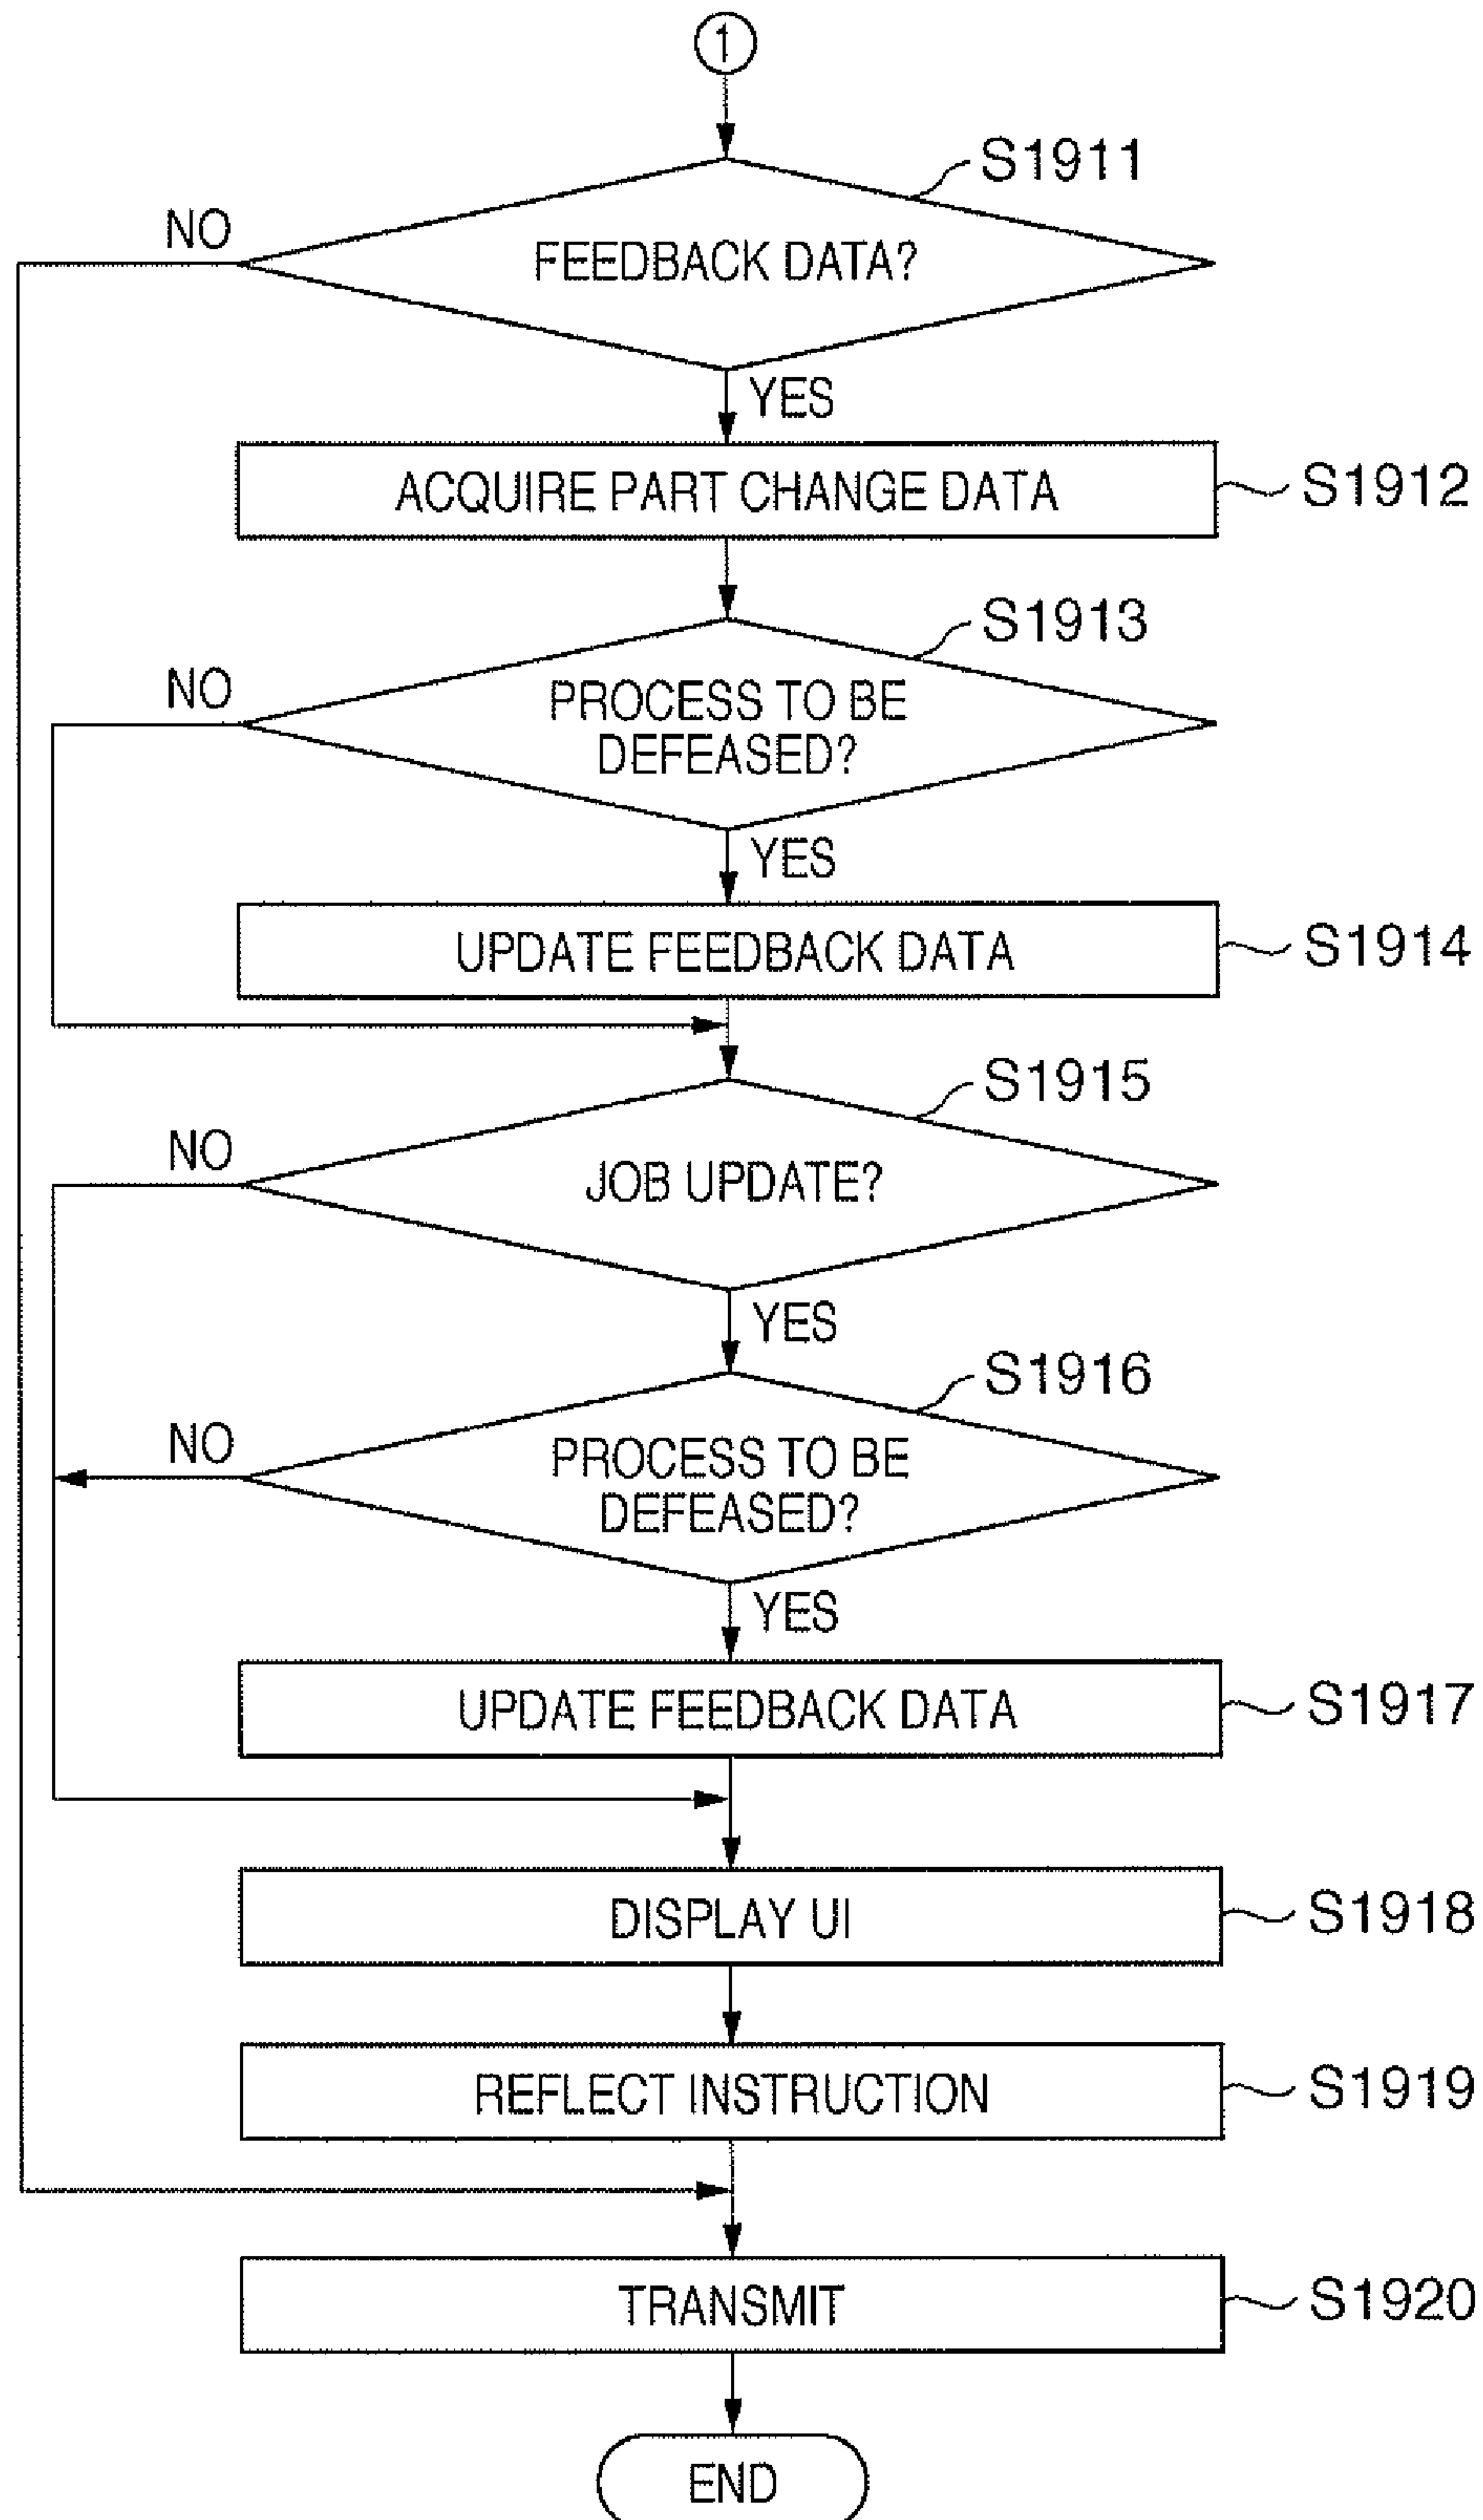 1
S1911
NO
FEEDBACK DATA?
YES
ACQUIRE PART CHANGE DATA
S1912
S1913
NO
PROCESS TO BE
DEFEASED?
YES
UPDATE FEEDBACK DATA
S1914
S1915
NO
JOB UPDATE?
YES
S1916
NO
PROCESS TO BE
DEFEASED?
YES
UPDATE FEEDBACK DATA
S1917
DISPLAY UI
S1918
REFLECT INSTRUCTION
S1919
TRANSMIT
S1920
END